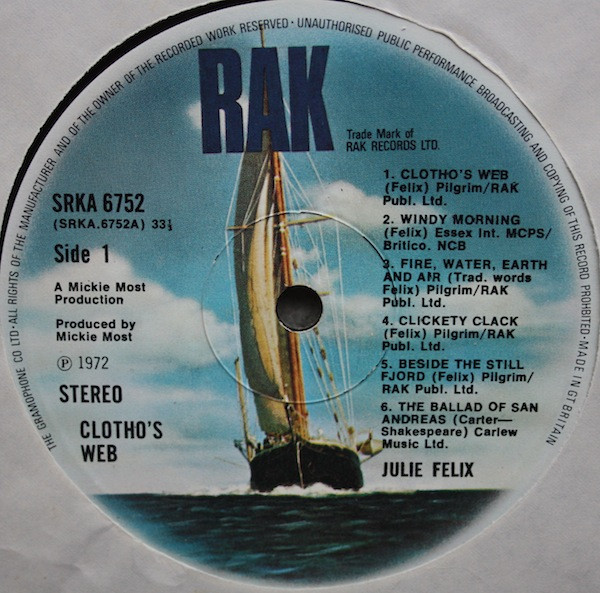 THE GRAMOPHONE CO LTD·ALL RIGHTS OF THE MANUFACTURER AND OF THE OWNER OF THE RECORDED WORK RESERVED · UNAUTHORISED PUBLIC PERFORMANCE BROADCASTING AND COPYING OF THIS RECORD PROHIBITED·MADE IN GT BRITAIN
RAK
Trade Mark of
RAK RECORDS LTD.
SRKA 6752
(SRKA.6752A) 33⅓
Side 1
A Mickie Most
Production
Produced by
Mickie Most
Ⓟ 1972
STEREO
CLOTHO'S
WEB
1. CLOTHO'S WEB
(Felix) Pilgrim/RAK
Publ. Ltd.
2. WINDY MORNING
(Felix) Essex Int. MCPS/
Britico. NCB
3. FIRE, WATER, EARTH
AND AIR (Trad. words
Felix) Pilgrim/RAK
Publ. Ltd.
4. CLICKETY CLACK
(Felix) Pilgrim/RAK
Publ. Ltd.
5. BESIDE THE STILL
FJORD (Felix) Pilgrim/
RAK Publ. Ltd.
6. THE BALLAD OF SAN
ANDREAS (Carter—
Shakespeare) Carlew
Music Ltd.
JULIE FELIX